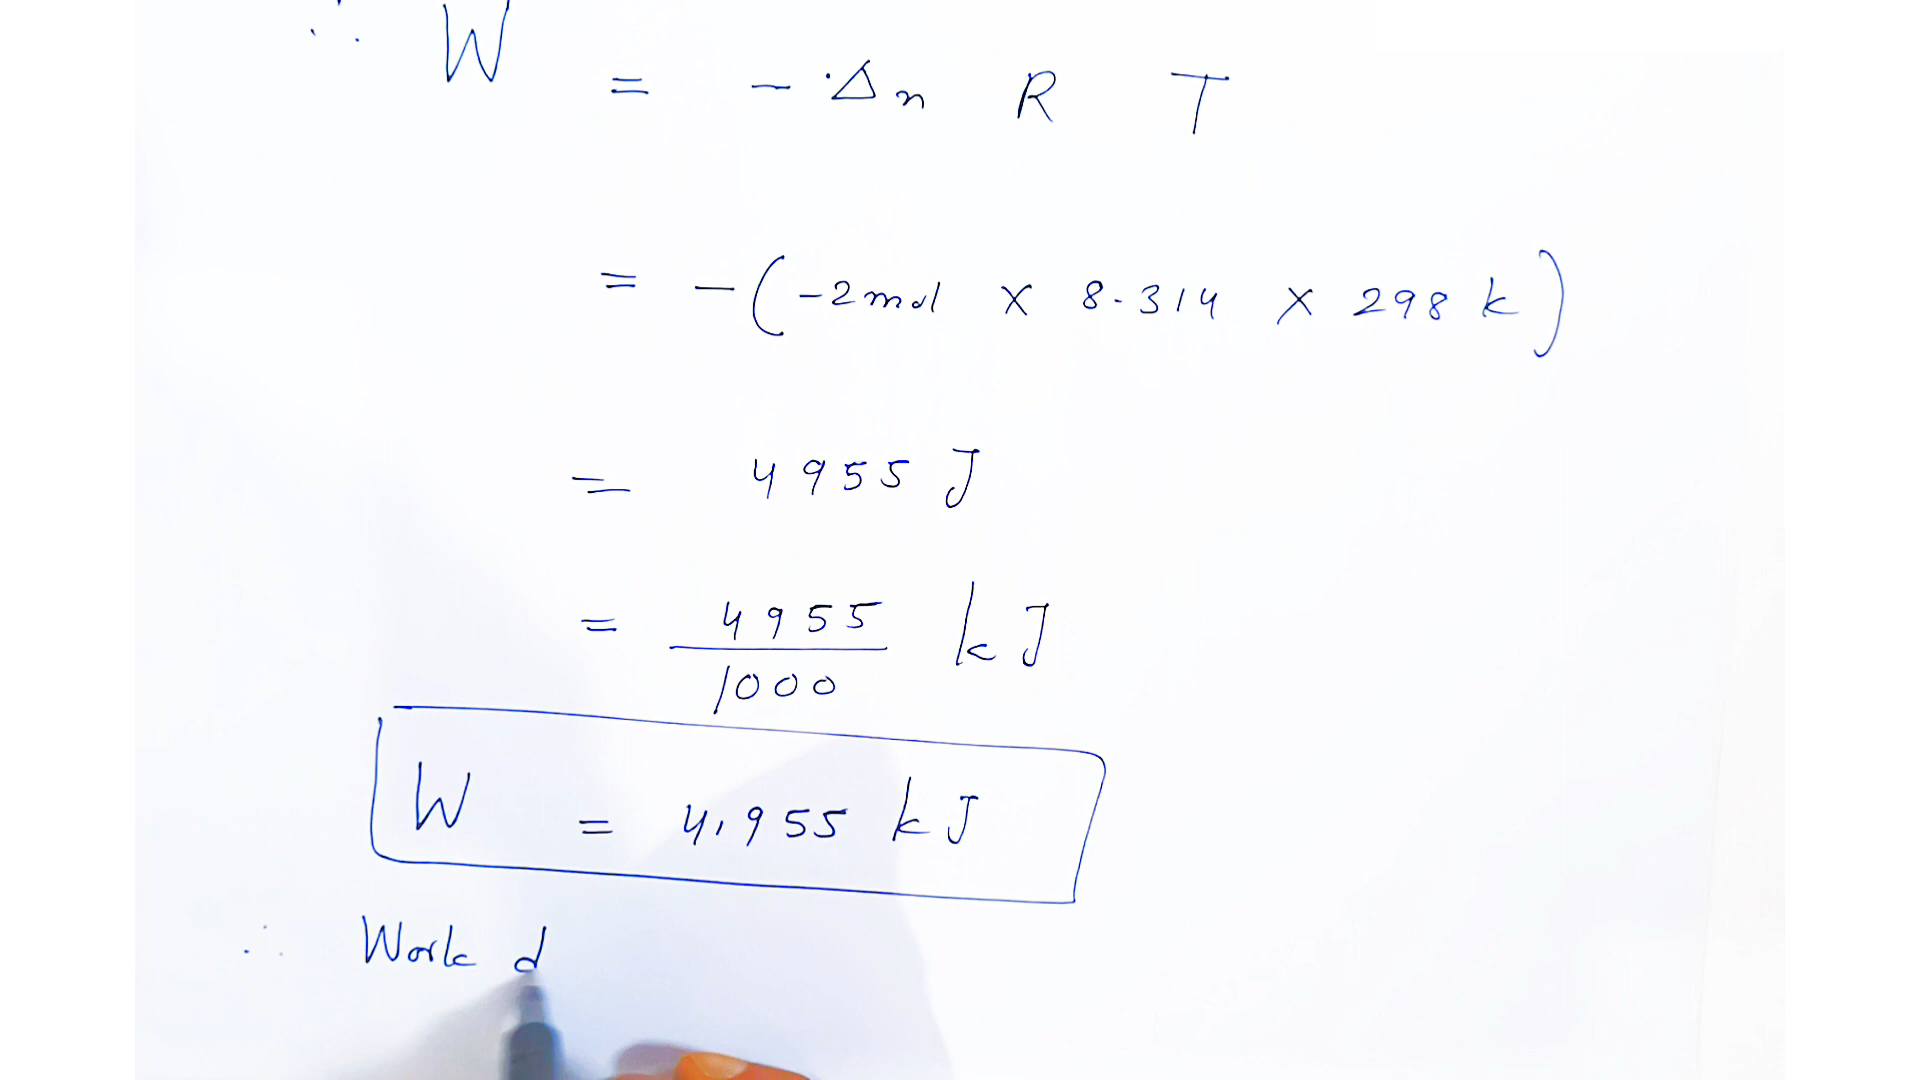 ∴ W = - Δn R T
= -(-2mol × 8.314 × 298 k)
= 4955 J
= 4955/1000 kJ
W = 4.955 kJ
∴ Work d